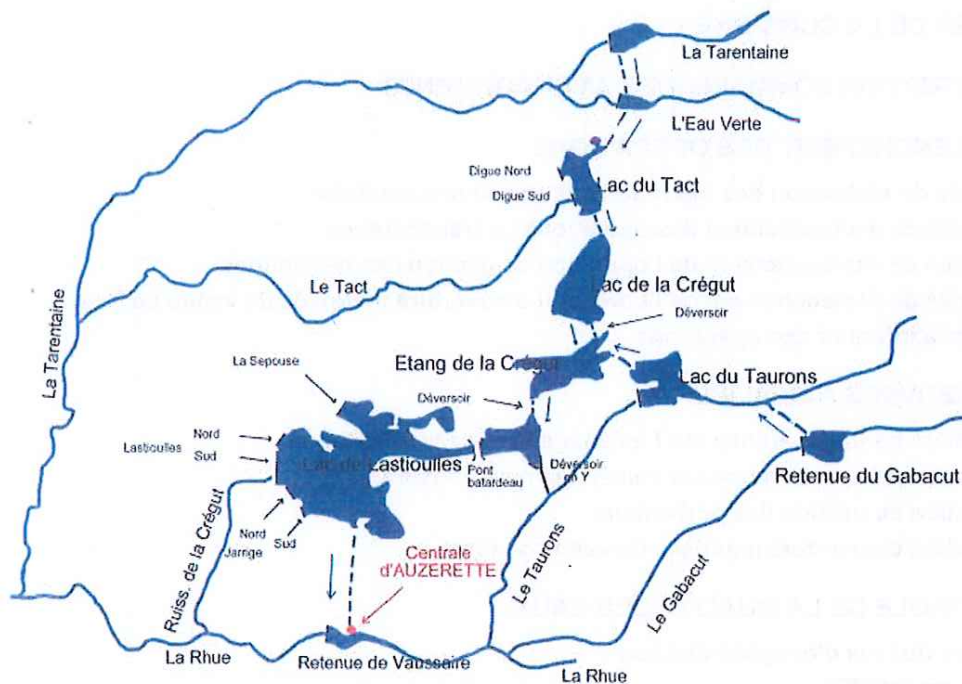 La Tarentaine
L'Eau Verte
Digue Nord
Digue Sud
Lac du Tact
Le Tact
Lac de la Crégut
Déversoir
La Tarentaine
La Sépouse
Etang de la Crégut
Lac du Taurons
Déversoir
Lastioulles
Nord
Sud
Lac de Lastioulles
Pont
batardeau
Déversoir
en Y
Retenue du Gabacut
Nord
Jarrige
Sud
Ruiss. de la Crégut
Centrale
d'AUZERETTE
Le Taurons
Le Gabacut
La Rhue
Retenue de Vaussaire
La Rhue